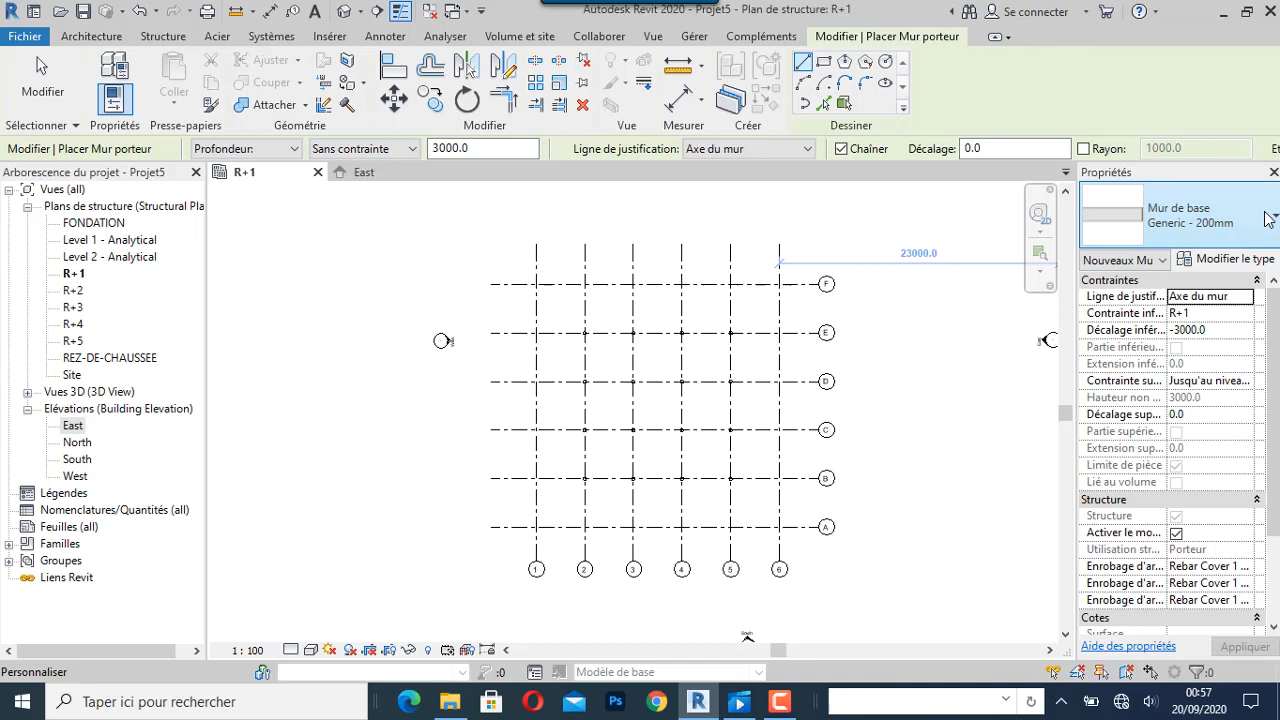 Autodesk Revit 2020 - Projet5 - Plan de structure: R+1
Se connecter
Fichier Architecture Structure Acier Systèmes Insérer Annoter Analyser Volume et site Collaborer Vue Gérer Compléments Modifier | Placer Mur porteur
Modifier
Coller
Ajuster
Couper
Attacher
Sélectionner Propriétés Presse-papiers Géométrie Modifier Vue Mesurer Créer Dessiner
Modifier | Placer Mur porteur Profondeur: Sans contrainte 3000.0 Ligne de justification: Axe du mur Chaîner Décalage: 0.0 Rayon: 1000.0 Et
Arborescence du projet - Projet5
Vues (all)
Plans de structure (Structural Pla
FONDATION
Level 1 - Analytical
Level 2 - Analytical
R+1
R+2
R+3
R+4
R+5
REZ-DE-CHAUSSEE
Site
Vues 3D (3D View)
Elévations (Building Elevation)
East
North
South
West
Légendes
Nomenclatures/Quantités (all)
Feuilles (all)
Familles
Groupes
Liens Revit
R+1
East
2D
23000.0
F
E
D
C
B
A
1 2 3 4 5 6
Propriétés
Mur de base
Generic - 200mm
Nouveaux Mu Modifier le type
Contraintes
Ligne de justif... Axe du mur
Contrainte inf... R+1
Décalage infér... -3000.0
Partie inférieu...
Extension infé... 0.0
Contrainte su... Jusqu'au nivea...
Hauteur non ... 3000.0
Décalage sup... 0.0
Partie supérie...
Extension sup... 0.0
Limite de pièce
Lié au volume
Structure
Structure
Activer le mo...
Utilisation str... Porteur
Enrobage d'ar... Rebar Cover 1 ...
Enrobage d'ar... Rebar Cover 1 ...
Enrobage d'ar... Rebar Cover 1 ...
Cotes
Surface
Aide des propriétés Appliquer
1 : 100
Personnaliser
:0
Modèle de base
:0
Taper ici pour rechercher
Ps
R
00:57
20/09/2020